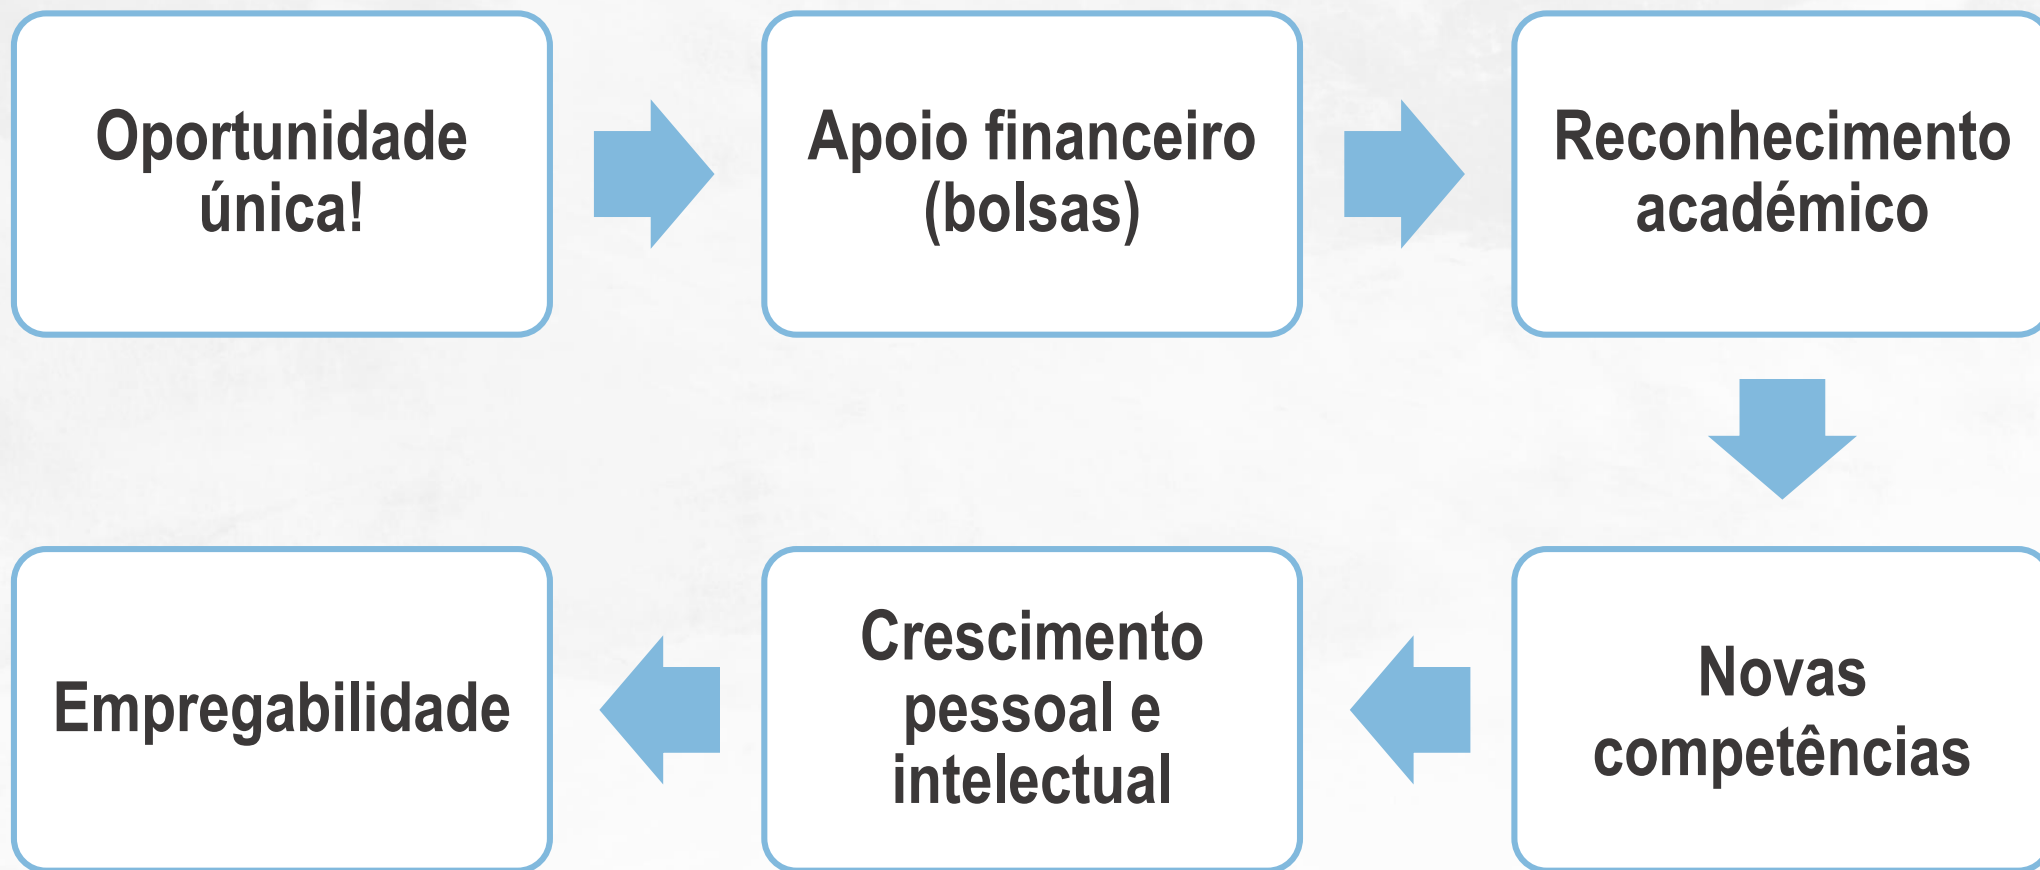 Oportunidade
única!
Apoio financeiro
(bolsas)
Reconhecimento
académico
Novas
competências
Crescimento
pessoal e
intelectual
Empregabilidade